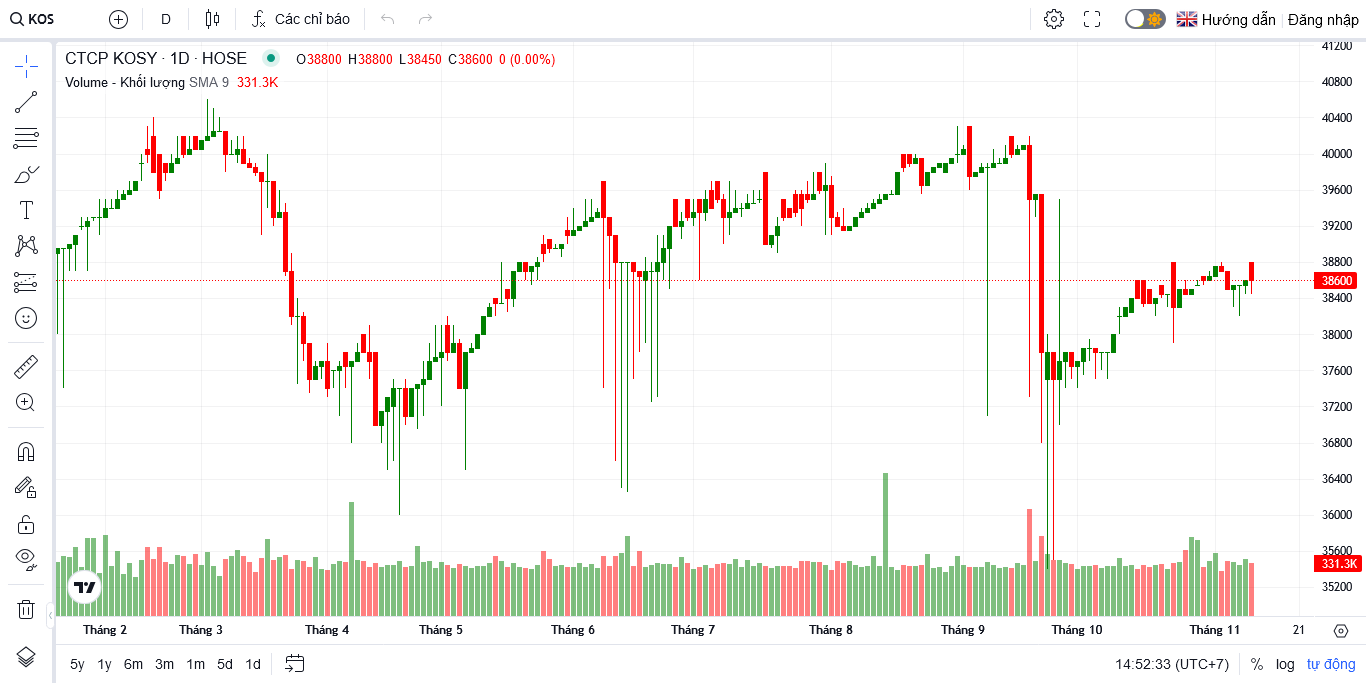 KOS D Các chỉ báo Hướng dẫn Đăng nhập
CTCP KOSY · 1D · HOSE O38800 H38800 L38450 C38600 0 (0.00%)
Volume - Khối lượng SMA 9 331.3K
41200
40800
40400
40000
39600
39200
38800
38600
38400
38000
37600
37200
36800
36400
36000
35600
331.3K
35200
Tháng 2 Tháng 3 Tháng 4 Tháng 5 Tháng 6 Tháng 7 Tháng 8 Tháng 9 Tháng 10 Tháng 11 21
5y 1y 6m 3m 1m 5d 1d 14:52:33 (UTC+7) % log tự động